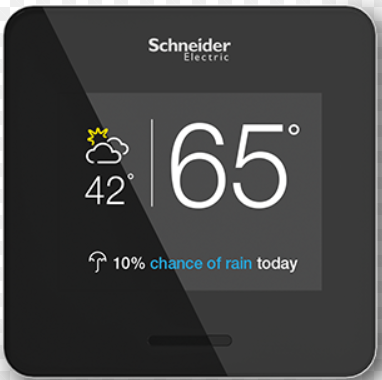 Schneider
Electric
65°
42°
10% chance of rain today